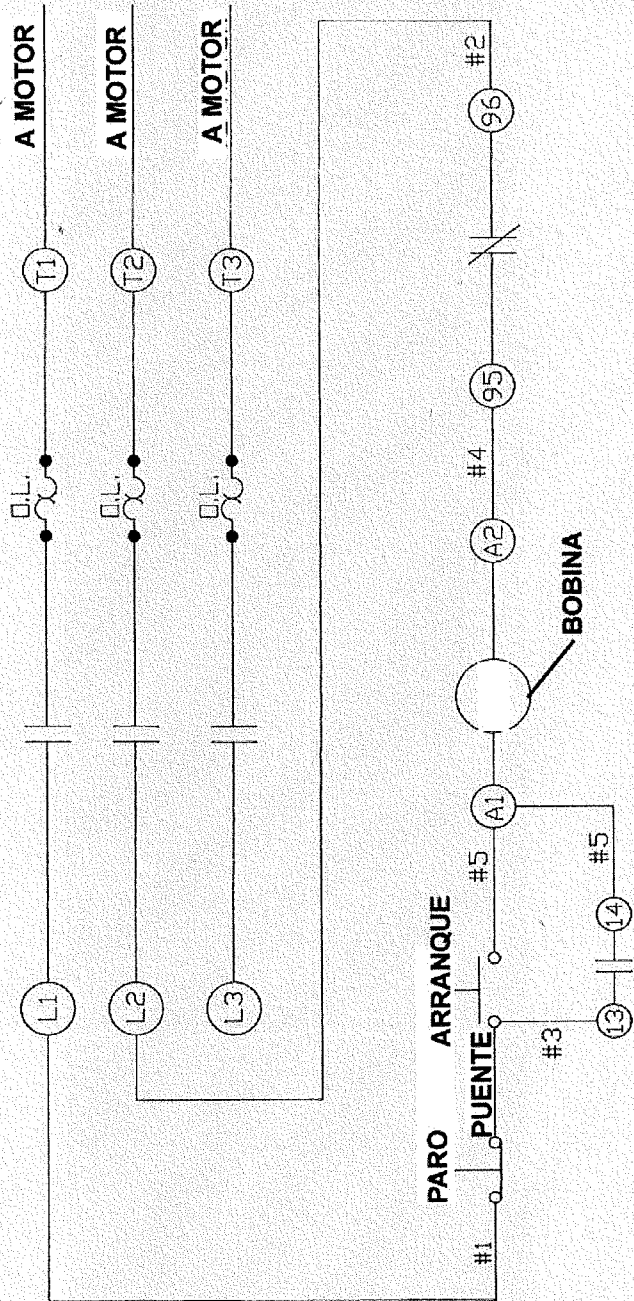 A MOTOR
A MOTOR
A MOTOR
T1
T2
T3
O.L.
O.L.
O.L.
L1
L2
L3
#2
96
95
#4
A2
BOBINA
A1
#5
#5
14
ARRANQUE
PUENTE
#3
13
PARO
#1